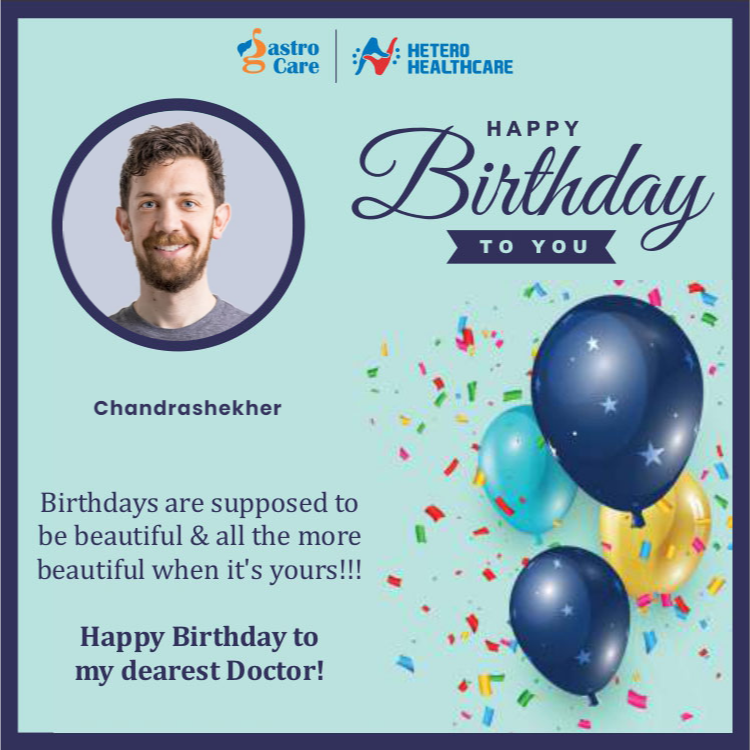 gastro Care
HETERO
HEALTHCARE
HAPPY
Birthday
TO YOU
Chandrashekher
Birthdays are supposed to
be beautiful & all the more
beautiful when it's yours!!!
Happy Birthday to
my dearest Doctor!